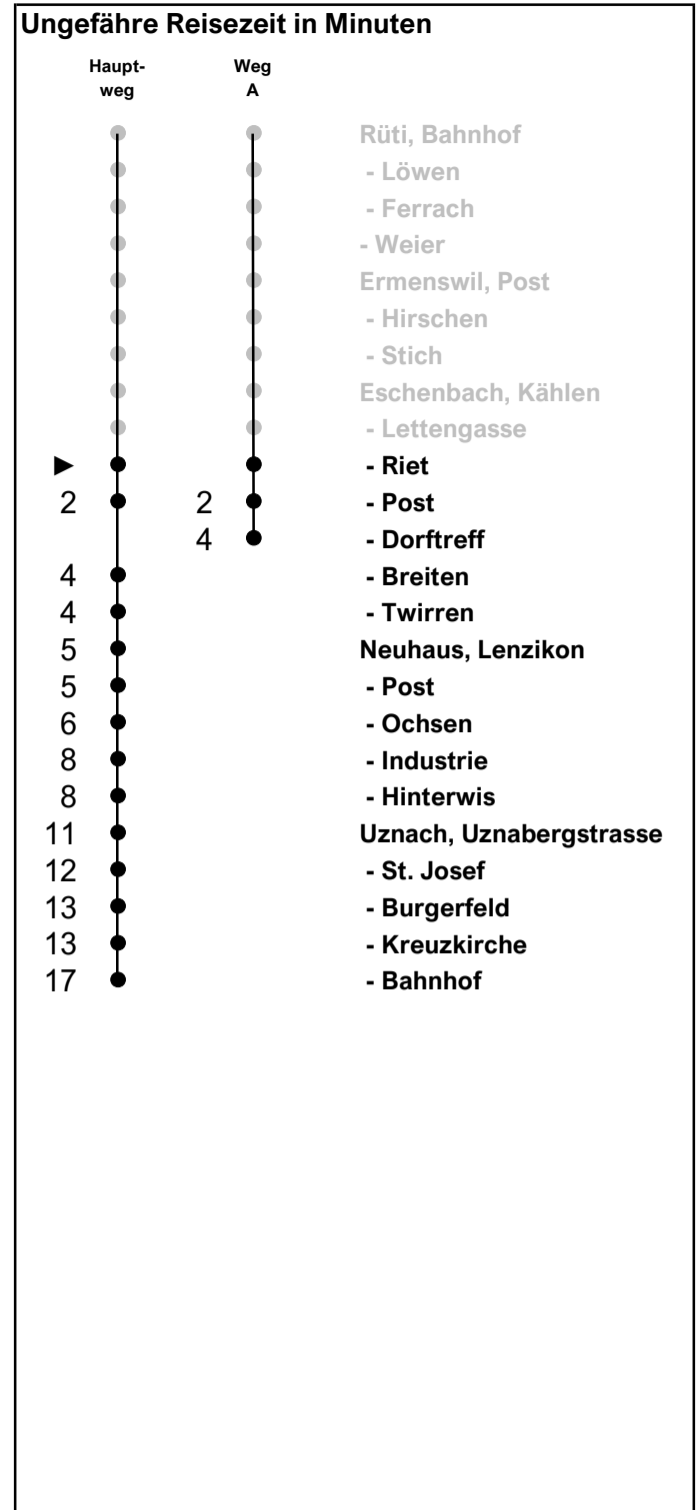 Ungefähre Reisezeit in Minuten
Haupt- Weg
weg A
Rüti, Bahnhof
- Löwen
- Ferrach
- Weier
Ermenswil, Post
- Hirschen
- Stich
Eschenbach, Kählen
- Lettengasse
► - Riet
2 2 - Post
4 - Dorftreff
4 - Breiten
4 - Twirren
5 Neuhaus, Lenzikon
5 - Post
6 - Ochsen
8 - Industrie
8 - Hinterwis
11 Uznach, Uznabergstrasse
12 - St. Josef
13 - Burgerfeld
13 - Kreuzkirche
17 - Bahnhof